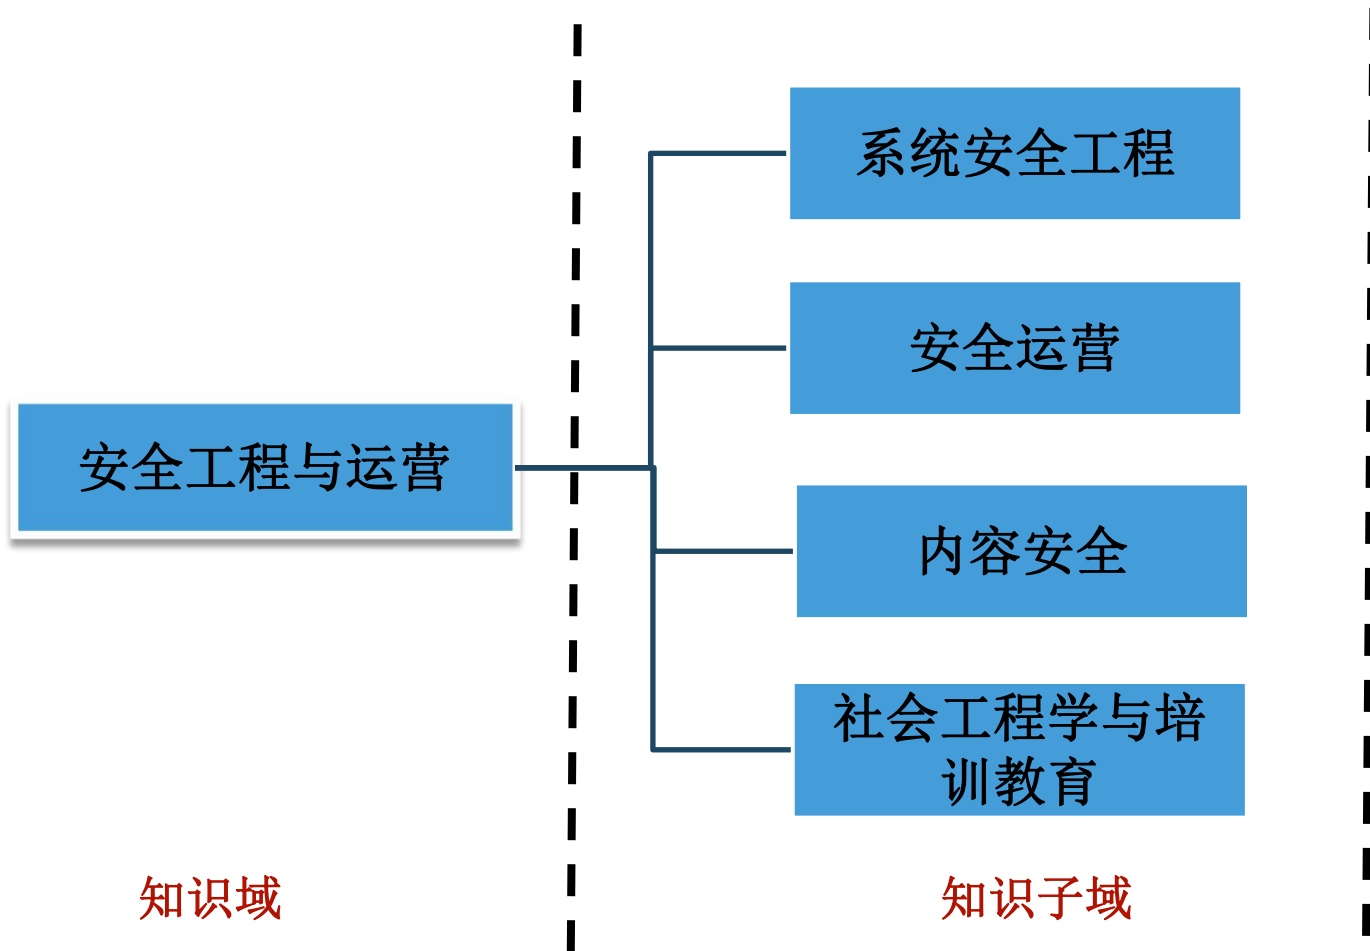 系统安全工程
安全运营
安全工程与运营
内容安全
社会工程学与培
训教育
知识域
知识子域